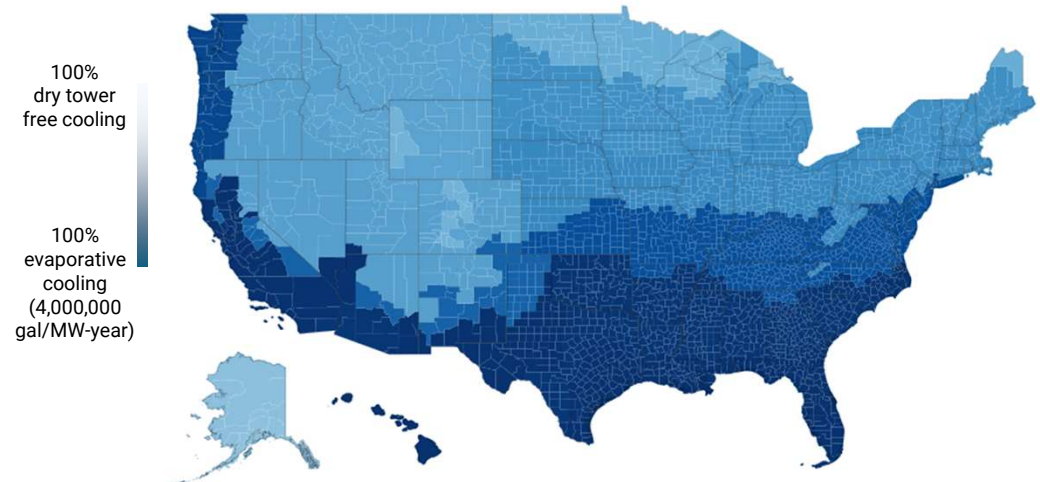 100%
dry tower
free cooling
100%
evaporative
cooling
(4,000,000
gal/MW-year)